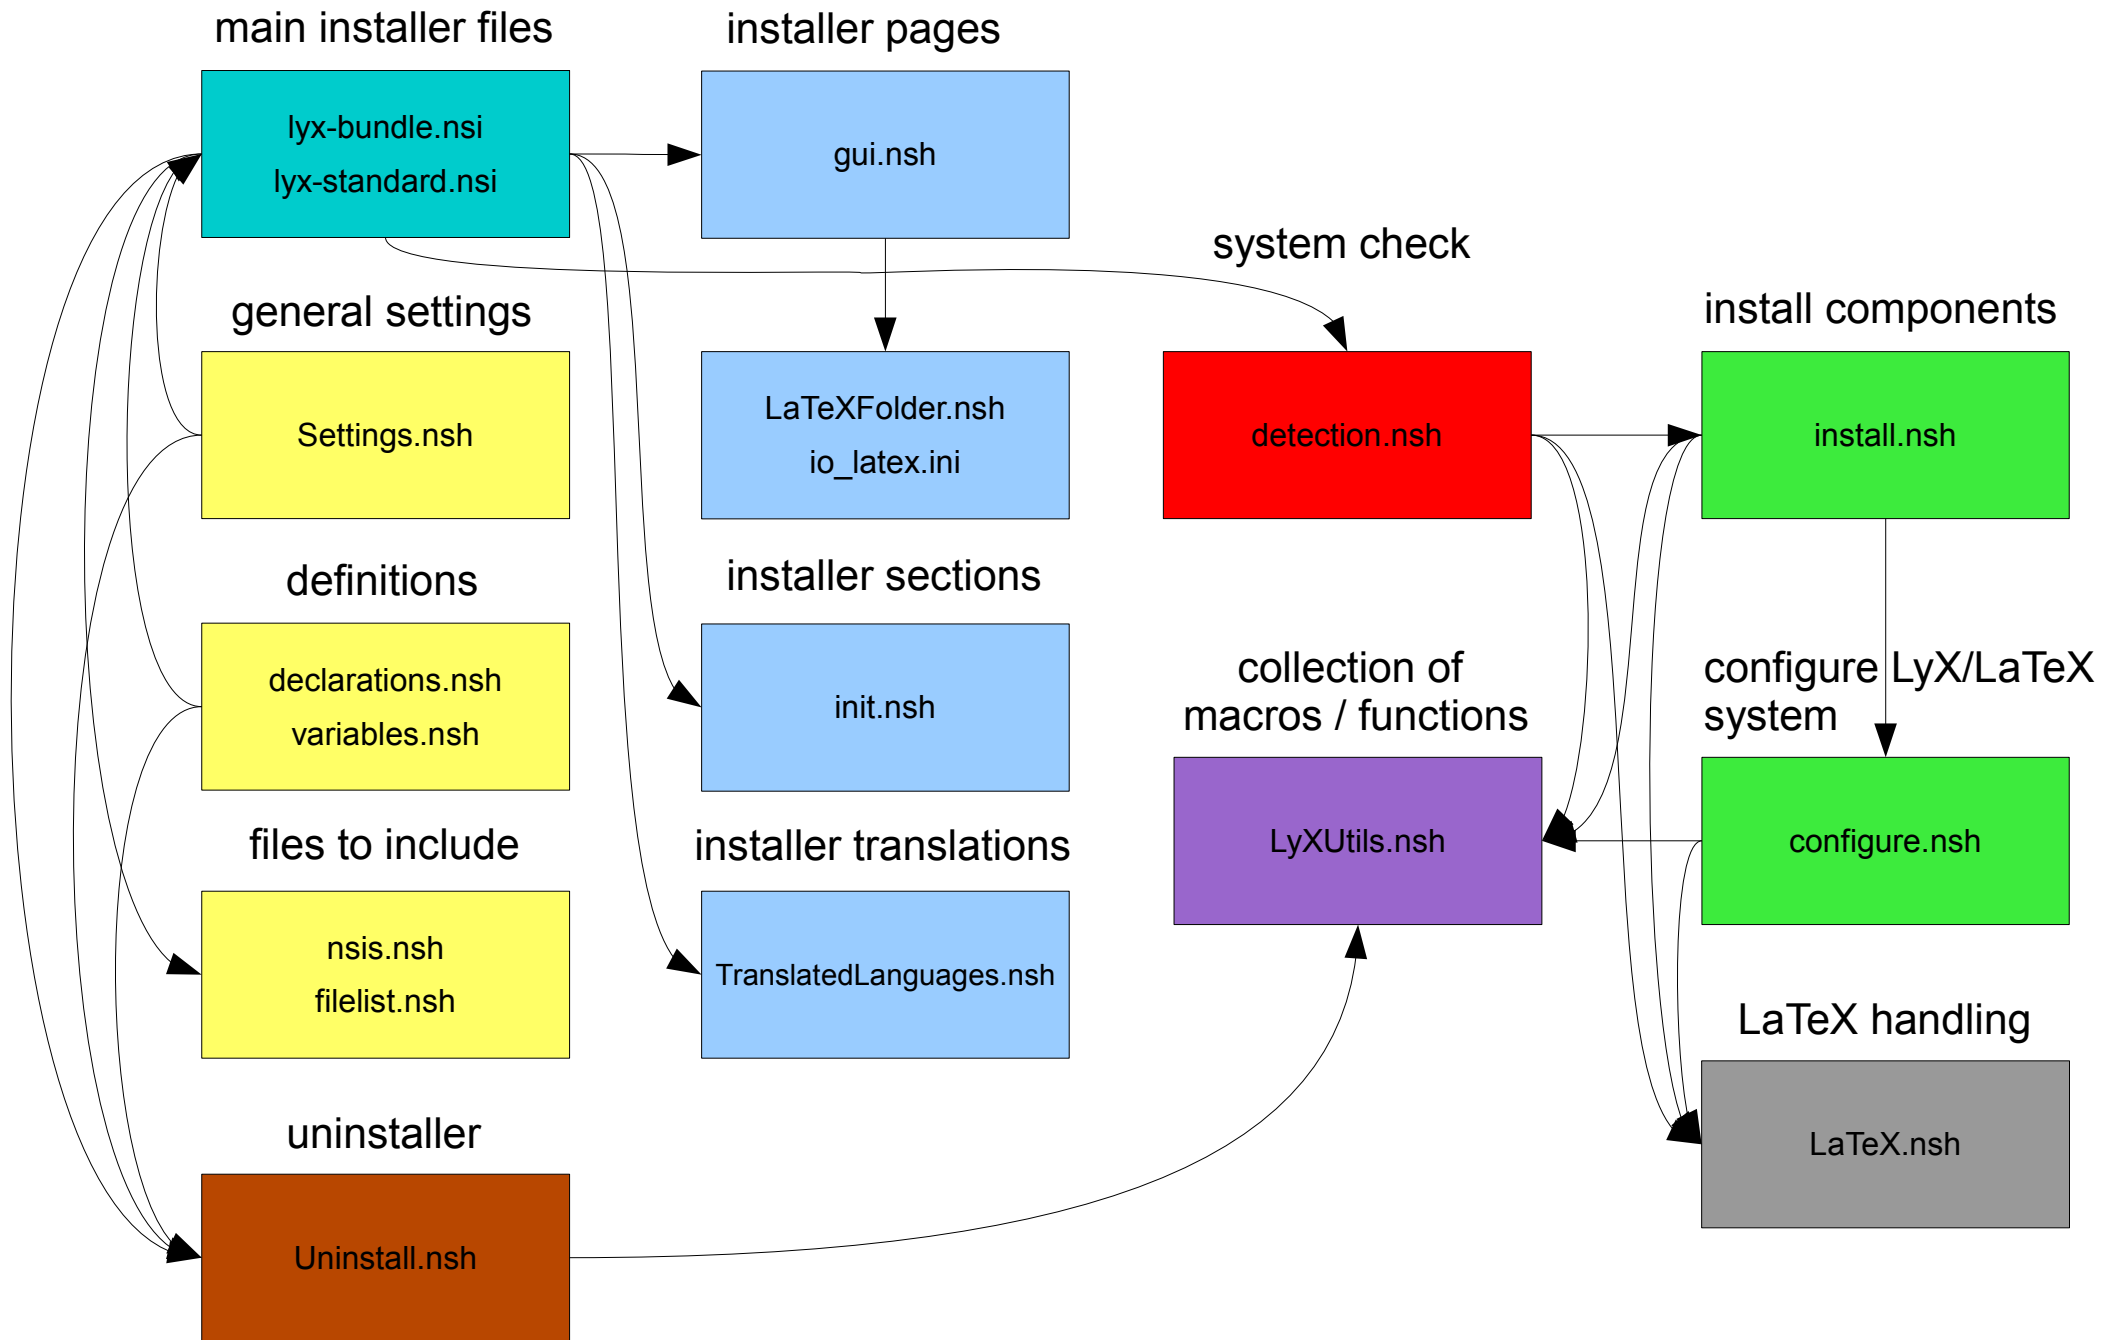 main installer files
lyx-bundle.nsi
lyx-standard.nsi
general settings
Settings.nsh
definitions
declarations.nsh
variables.nsh
files to include
nsis.nsh
filelist.nsh
uninstaller
Uninstall.nsh
installer pages
gui.nsh
LaTeXFolder.nsh
io_latex.ini
installer sections
init.nsh
installer translations
TranslatedLanguages.nsh
system check
detection.nsh
collection of
macros / functions
LyXUtils.nsh
install components
install.nsh
configure LyX/LaTeX
system
configure.nsh
LaTeX handling
LaTeX.nsh